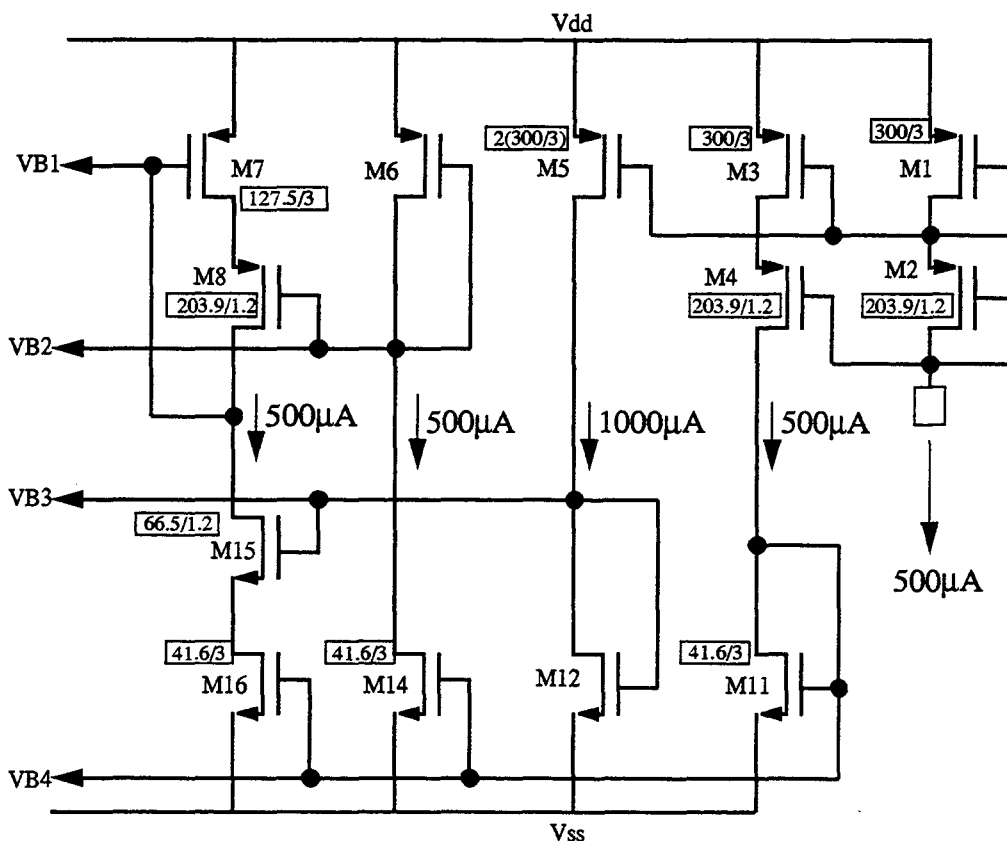 Vdd
2(300/3)
300/3
300/3
VB1
M7
M6
M5
M3
M1
127.5/3
M8
M4
M2
203.9/1.2
203.9/1.2
203.9/1.2
VB2
500μA
500μA
1000μA
500μA
VB3
66.5/1.2
M15
500μA
41.6/3
41.6/3
41.6/3
M16
M14
M12
M11
VB4
Vss